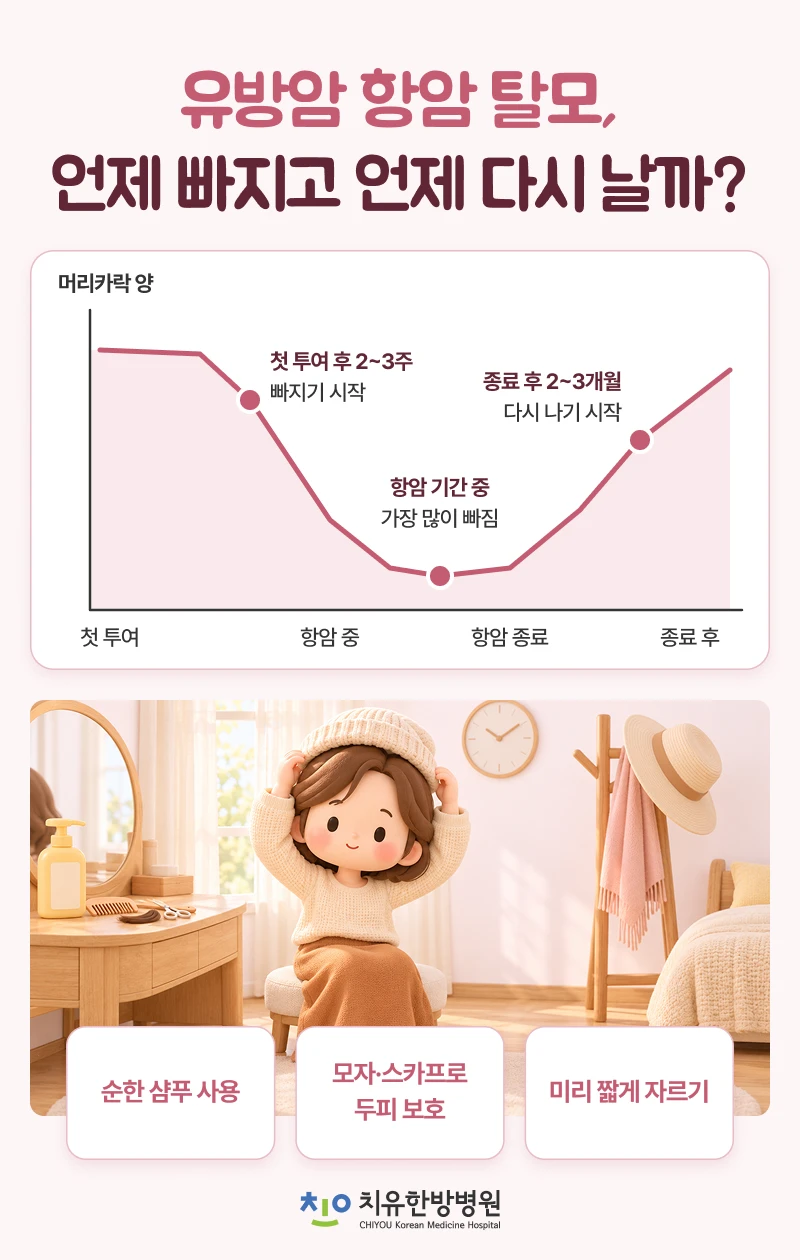 유방암 항암 탈모,
언제 빠지고 언제 다시 날까?
머리카락 양
첫 투여 후 2~3주
빠지기 시작
종료 후 2~3개월
다시 나기 시작
항암 기간 중
가장 많이 빠짐
첫 투여
항암 중
항암 종료
종료 후
순한 샴푸 사용
모자·스카프로
두피 보호
미리 짧게 자르기
치유한방병원
CHIYOU Korean Medicine Hospital